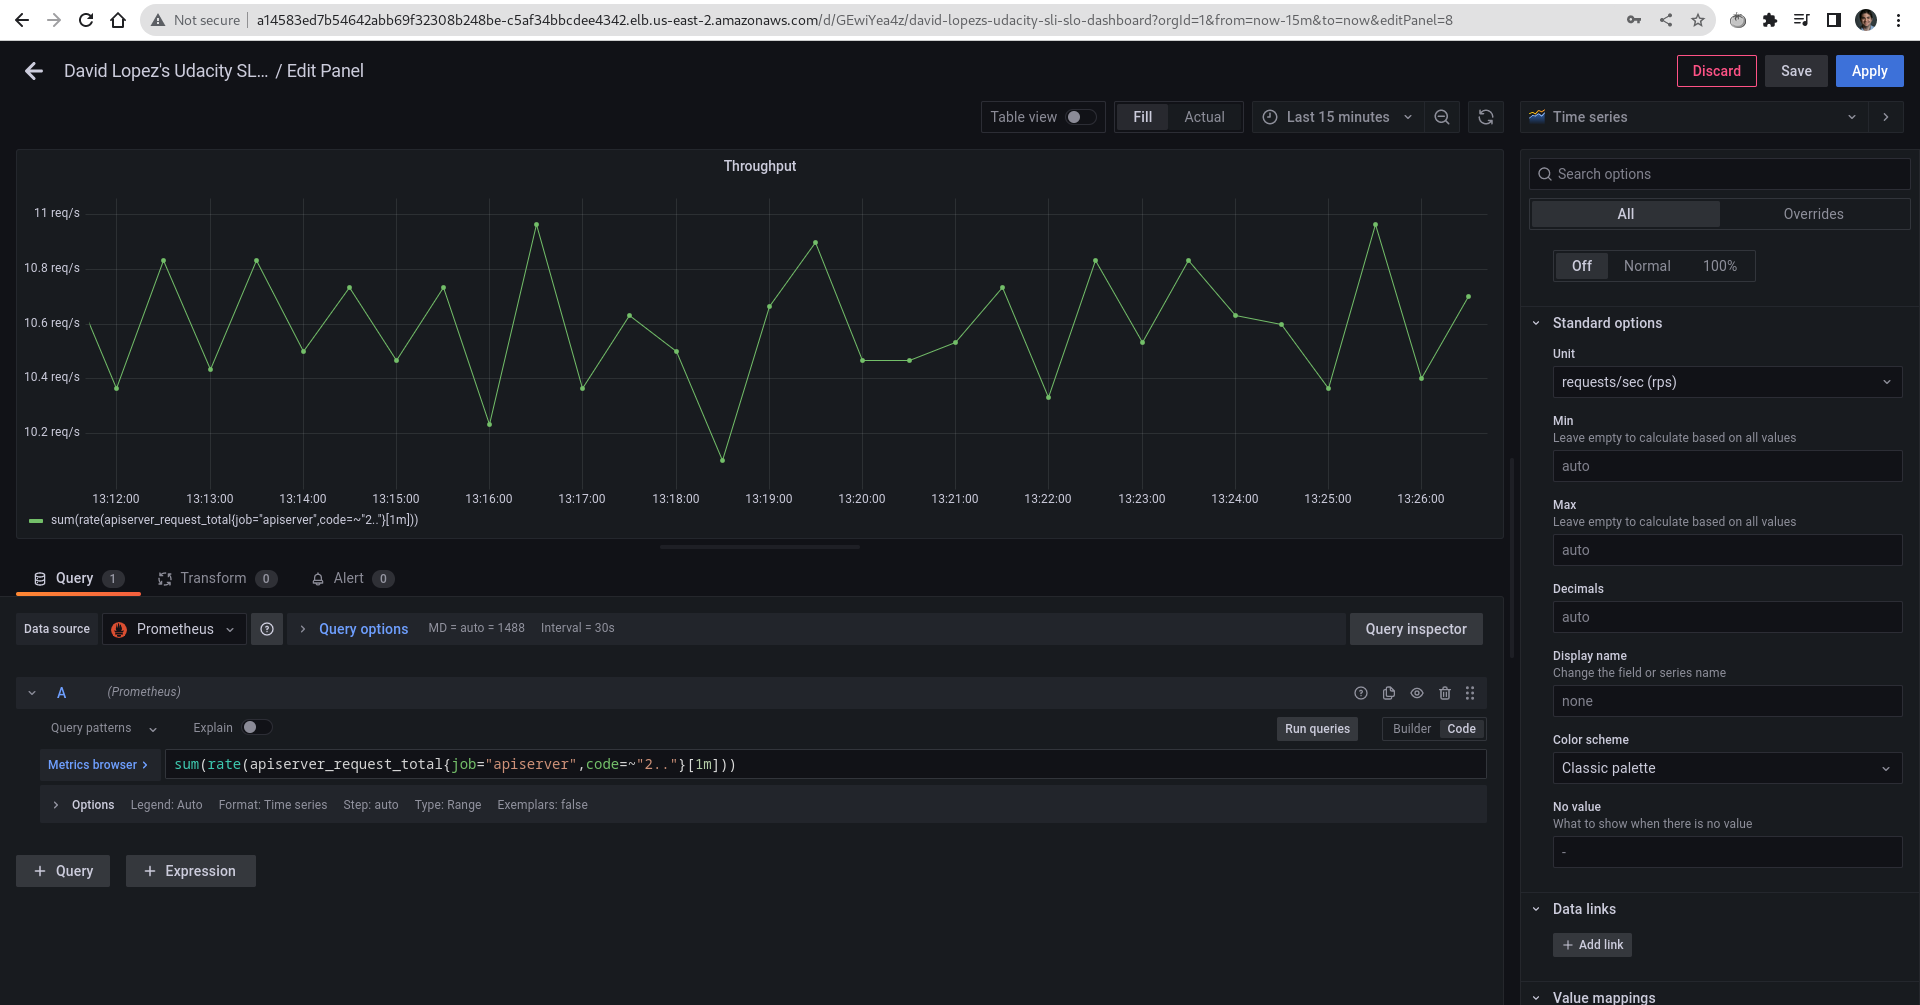 Not secure
a14583ed7b54642abb69f32308b248be-c5af34bbcdee4342.elb.us-east-2.amazonaws.com/d/GEwiYea4z/david-lopezs-udacity-sli-slo-dashboard?orgId=1&from=now-15m&to=now&editPanel=8
David Lopez's Udacity SL... / Edit Panel
Discard Save Apply
Table view Fill Actual Last 15 minutes
Time series
Throughput
Search options
All Overrides
11 req/s
10.8 req/s
10.6 req/s
10.4 req/s
10.2 req/s
13:12:00 13:13:00 13:14:00 13:15:00 13:16:00 13:17:00 13:18:00 13:19:00 13:20:00 13:21:00 13:22:00 13:23:00 13:24:00 13:25:00 13:26:00
sum(rate(apiserver_request_total{job="apiserver",code=~"2.."}[1m]))
Off Normal 100%
Standard options
Unit
requests/sec (rps)
Min
Leave empty to calculate based on all values
auto
Max
Leave empty to calculate based on all values
auto
Decimals
auto
Display name
Change the field or series name
none
Color scheme
Classic palette
No value
What to show when there is no value
-
Data links
+ Add link
Value mappings
Query 1 Transform 0 Alert 0
Data source Prometheus Query options MD = auto = 1488 Interval = 30s Query inspector
A (Prometheus)
Query patterns Explain Run queries Builder Code
Metrics browser > sum(rate(apiserver_request_total{job="apiserver",code=~"2.."}[1m]))
> Options Legend: Auto Format: Time series Step: auto Type: Range Exemplars: false
+ Query + Expression